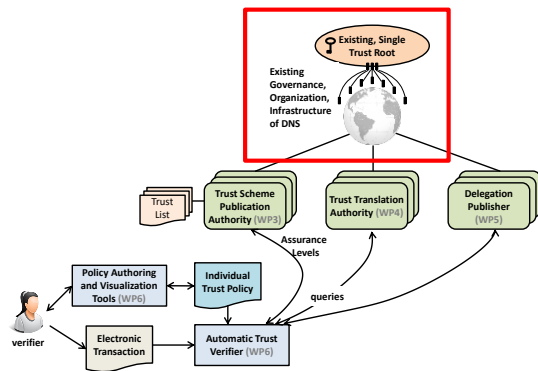 Existing, Single
Trust Root
Existing
Governance,
Organization,
Infrastructure
of DNS
Trust
List
Trust Scheme
Publication
Authority (WP3)
Trust Translation
Authority (WP4)
Delegation
Publisher
(WP5)
Assurance
Levels
Policy Authoring
and Visualization
Tools (WP6)
Individual
Trust Policy
queries
verifier
Electronic
Transaction
Automatic Trust
Verifier (WP6)